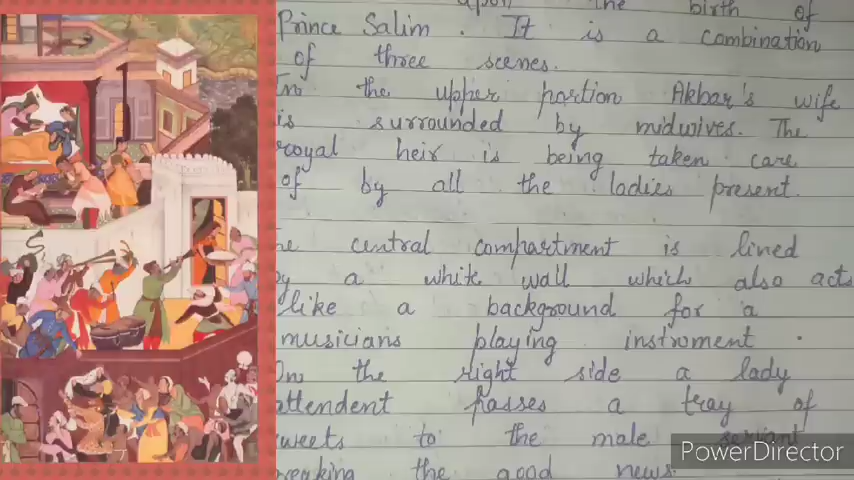 upon the birth of
Prince Salim. It is a combination
of three scenes.
In the upper portion Akbar's wife
is surrounded by midwives. The
royal heir is being taken care
of by all the ladies present.
central compartment is lined
by a white wall which also acts
like a background for a
musicians playing instroment.
On the right side a lady
attendent passes a tray of
sweets to the male servant
breaking the good news.
PowerDirector